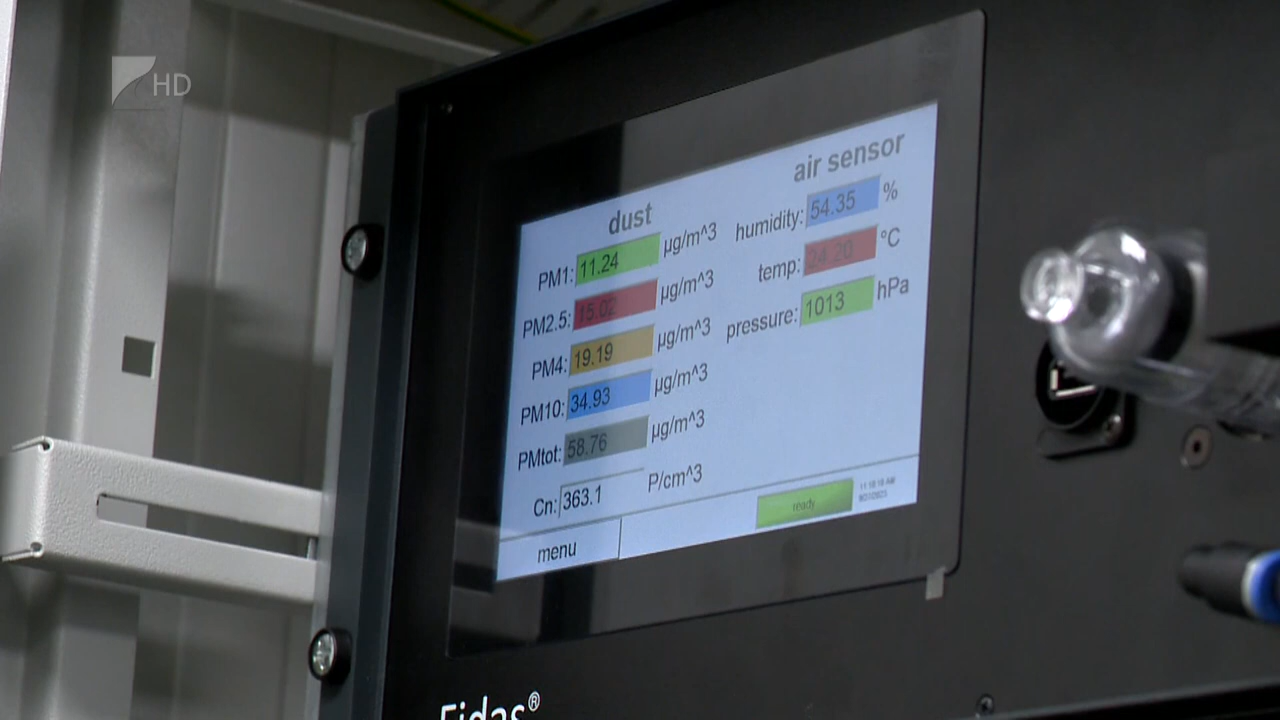 HD
dust
PM1: 11.24 µg/m^3
PM2.5: 15.02 µg/m^3
PM4: 19.19 µg/m^3
PM10: 34.93 µg/m^3
PMtot: 58.76 µg/m^3
Cn: 363.1 P/cm^3
air sensor
humidity: 54.35 %
temp: 24.20 °C
pressure: 1013 hPa
menu
ready
Fidas®